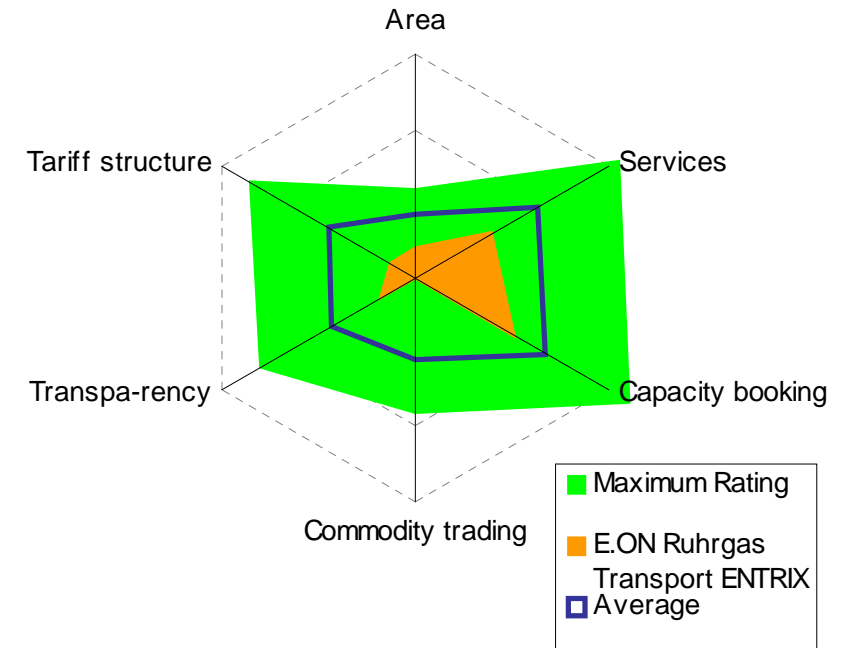 Area
Tariff structure
Services
Transpa-rency
Capacity booking
Commodity trading
Maximum Rating
E.ON Ruhrgas
Transport ENTRIX
Average